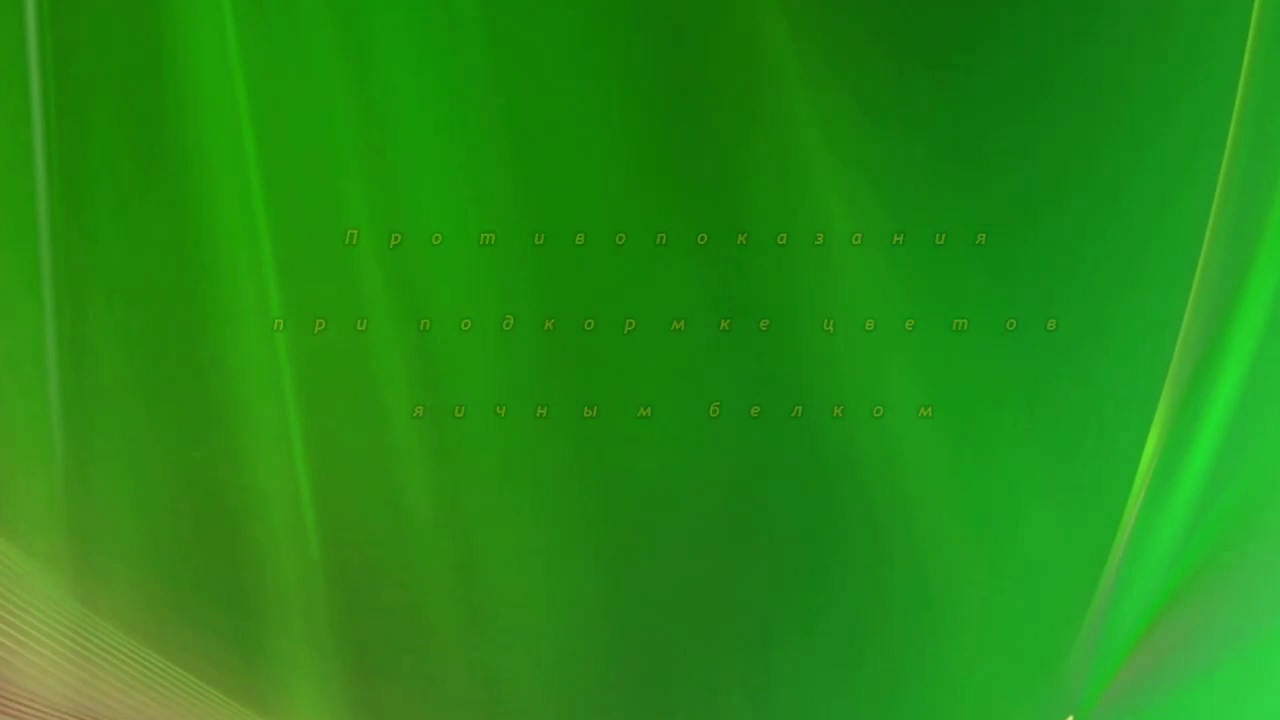 Противопоказания
при подкормке цветов
яичным белком